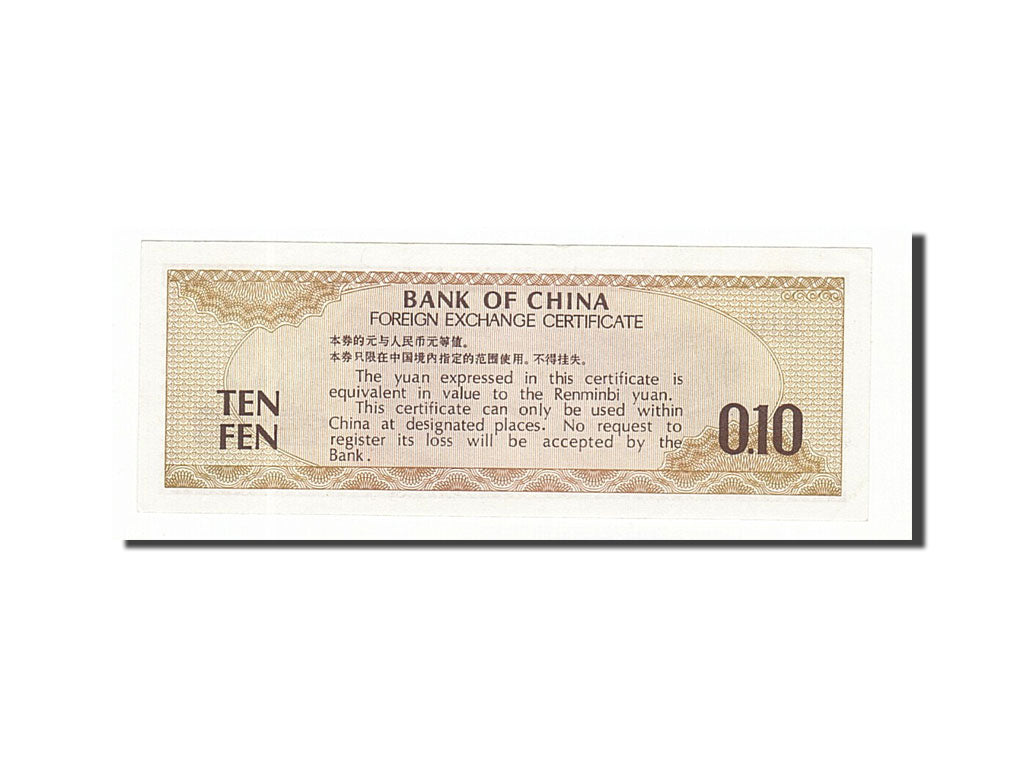 BANK OF CHINA
FOREIGN EXCHANGE CERTIFICATE
本券的元与人民币元等值。
本券只限在中国境内指定的范围使用。不得挂失。
The yuan expressed in this certificate is
equivalent in value to the Renminbi yuan.
This certificate can only be used within
China at designated places. No request to
register its loss will be accepted by the
Bank.
TEN
FEN
0.10